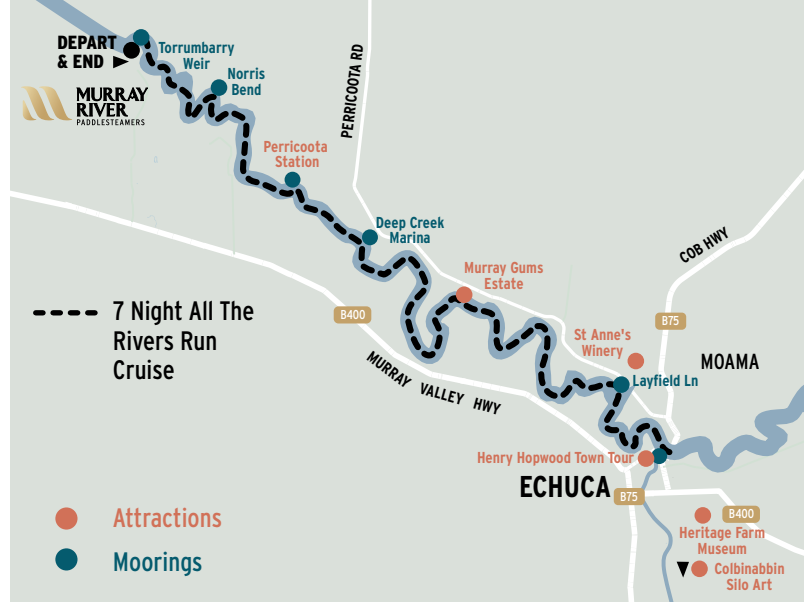 DEPART
& END
Torrumbarry
Weir
Norris
Bend
MURRAY
RIVER
PADDLESTEAMERS
PERRICOOTA RD
Perricoota
Station
Deep Creek
Marina
COB HWY
Murray Gums
Estate
7 Night All The
Rivers Run
Cruise
B400
B75
St Anne's
Winery
MOAMA
MURRAY VALLEY HWY
Layfield Ln
Henry Hopwood Town Tour
ECHUCA
B75
B400
Attractions
Moorings
Heritage Farm
Museum
Colbinabbin
Silo Art